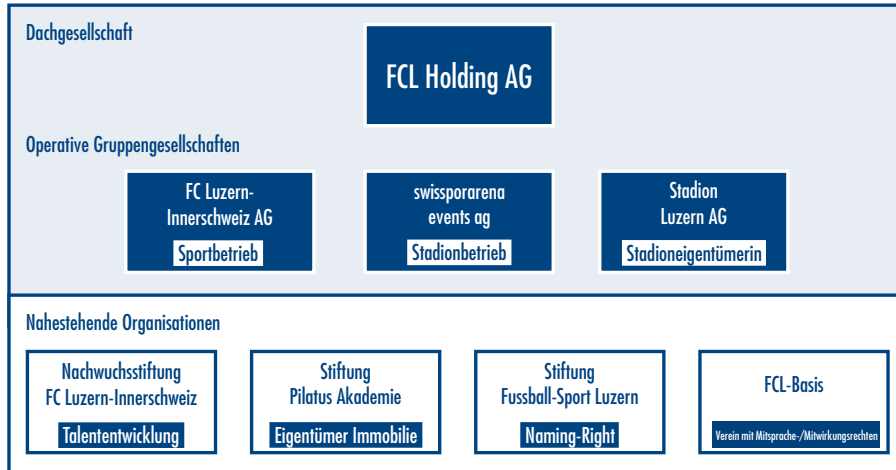 Dachgesellschaft
FCL Holding AG
Operative Gruppengesellschaften
FC Luzern-
Innerschweiz AG
Sportbetrieb
swissporarena
events ag
Stadionbetrieb
Stadion
Luzern AG
Stadioneigentümerin
Nahestehende Organisationen
Nachwuchsstiftung
FC Luzern-Innerschweiz
Talententwicklung
Stiftung
Pilatus Akademie
Eigentümer Immobilie
Stiftung
Fussball-Sport Luzern
Naming-Right
FCL-Basis
Verein mit Mitsprache-/Mitwirkungsrechten